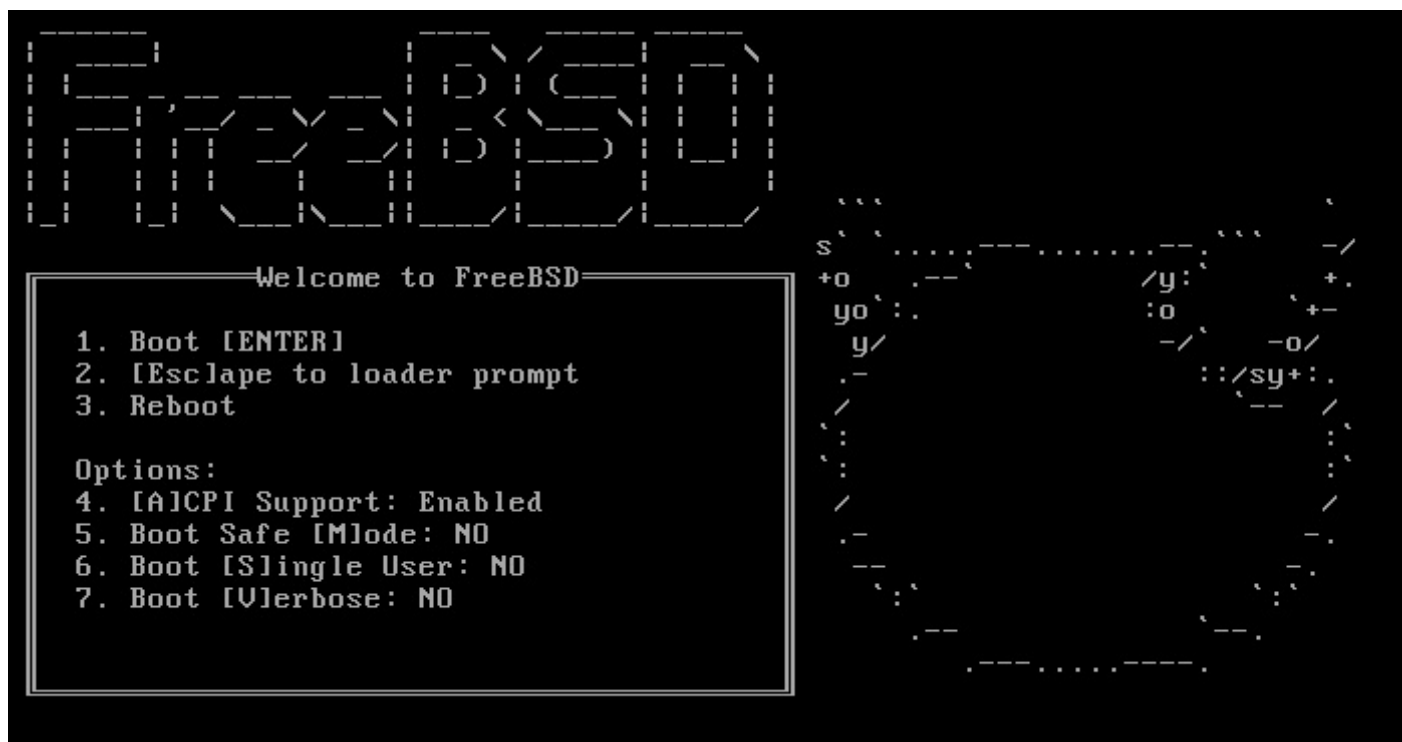 FreeBSD
Welcome to FreeBSD
1. Boot [ENTER]
2. [Esc]ape to loader prompt
3. Reboot
Options:
4. [A]CPI Support: Enabled
5. Boot Safe [M]ode: NO
6. Boot [S]ingle User: NO
7. Boot [V]erbose: NO